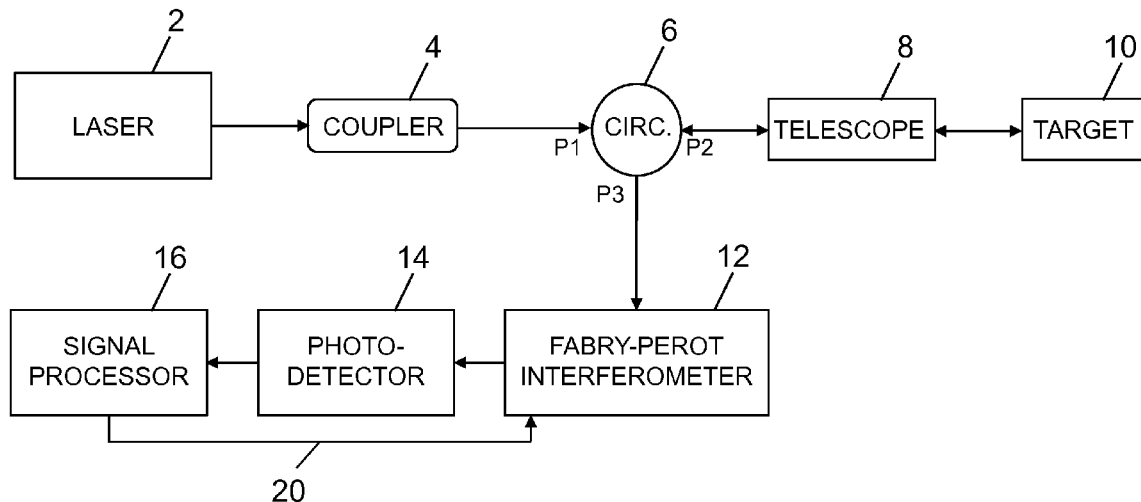 2
4
6
8
10
LASER
COUPLER
CIRC.
TELESCOPE
TARGET
P1
P2
P3
16
14
12
SIGNAL
PROCESSOR
PHOTO-
DETECTOR
FABRY-PEROT
INTERFEROMETER
20